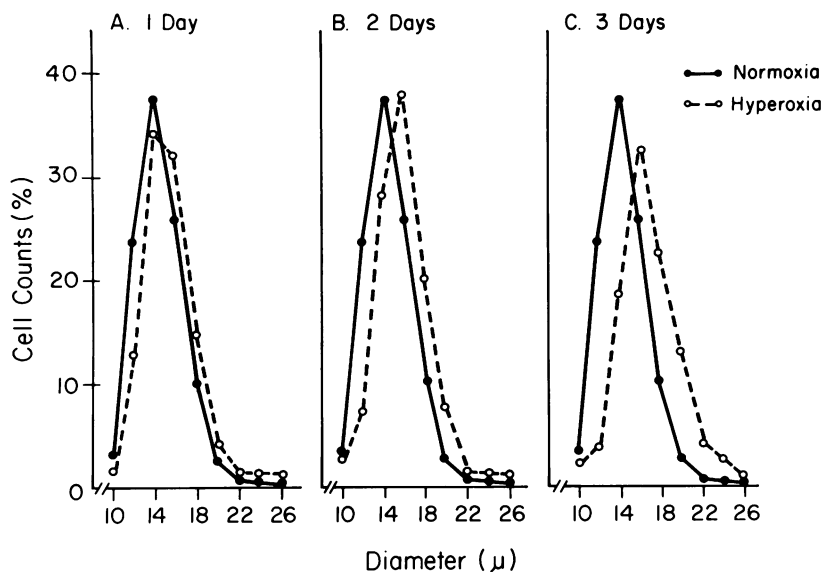 A. 1 Day
B. 2 Days
C. 3 Days
Normoxia
Hyperoxia
Cell Counts (%)
40
30
20
10
0
10 14 18 22 26
10 14 18 22 26
10 14 18 22 26
Diameter (μ)